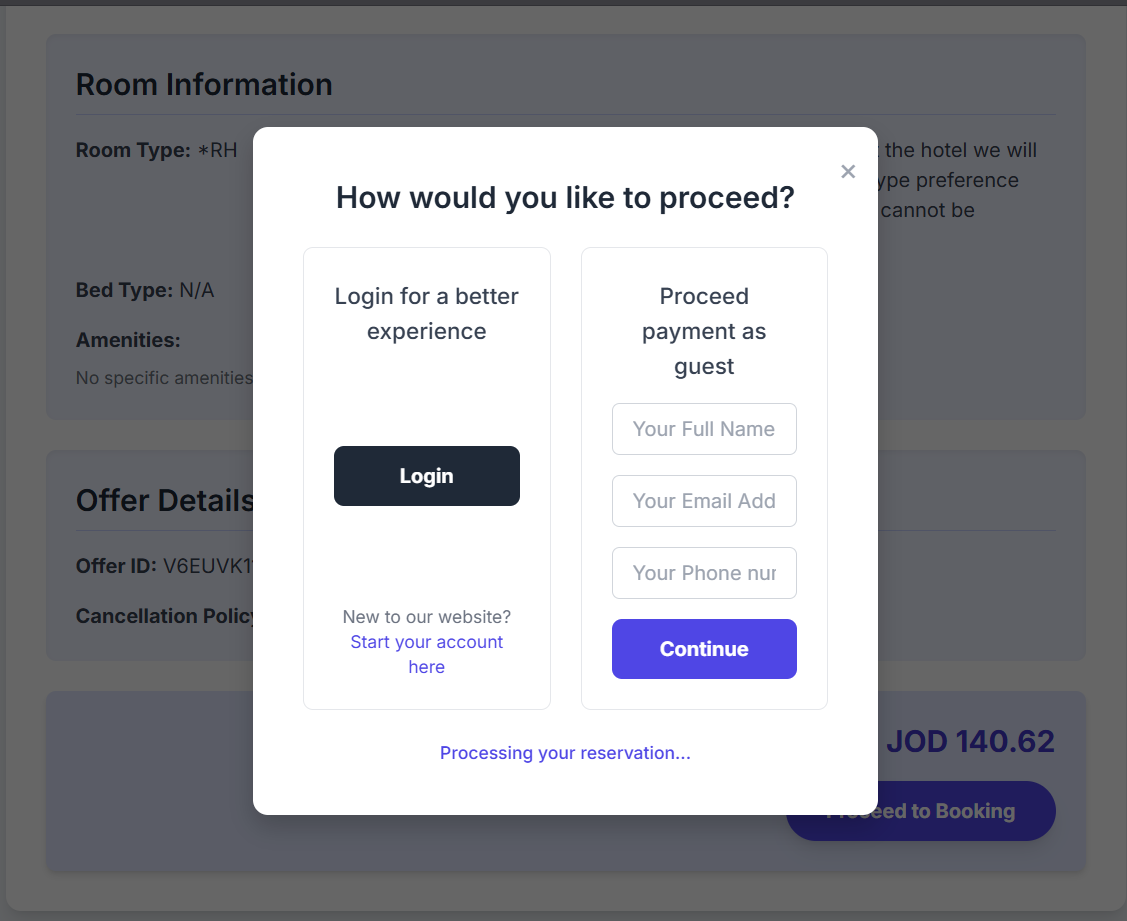 Room Information
Room Type: *RH
the hotel we will
ype preference
cannot be
Bed Type: N/A
Amenities:
No specific amenities
Offer Details
Offer ID: V6EUVK1
Cancellation Policy
JOD 140.62
Proceed to Booking
×
How would you like to proceed?
Login for a better
experience
Login
New to our website?
Start your account
here
Proceed
payment as
guest
Your Full Name
Your Email Add
Your Phone nur
Continue
Processing your reservation...